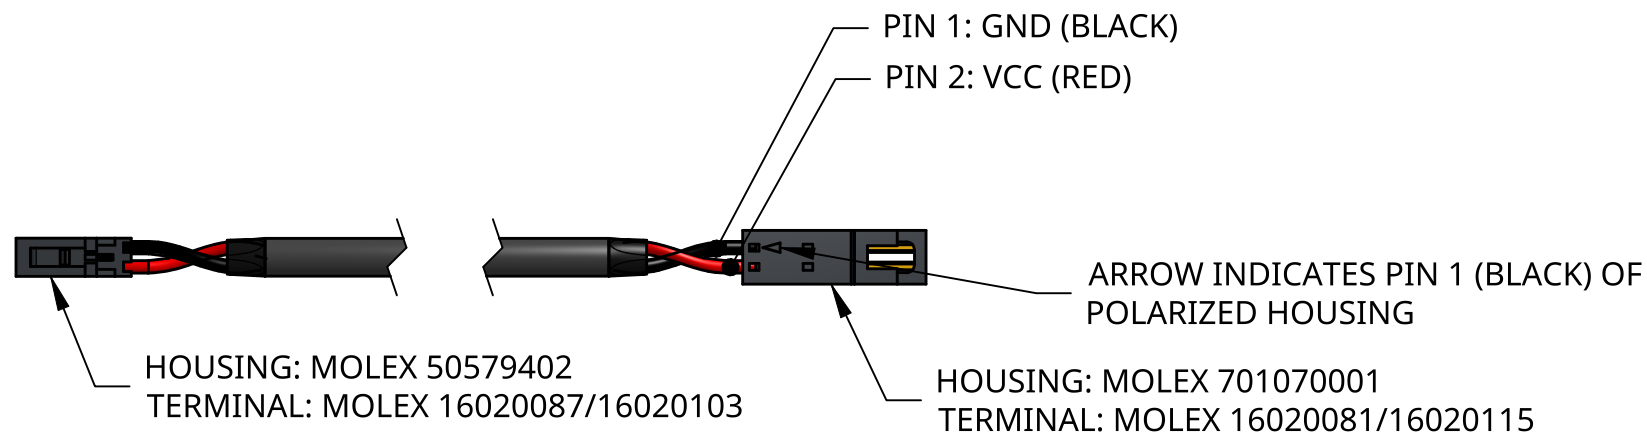 PIN 1: GND (BLACK)
PIN 2: VCC (RED)
ARROW INDICATES PIN 1 (BLACK) OF
POLARIZED HOUSING
HOUSING: MOLEX 50579402
TERMINAL: MOLEX 16020087/16020103
HOUSING: MOLEX 701070001
TERMINAL: MOLEX 16020081/16020115